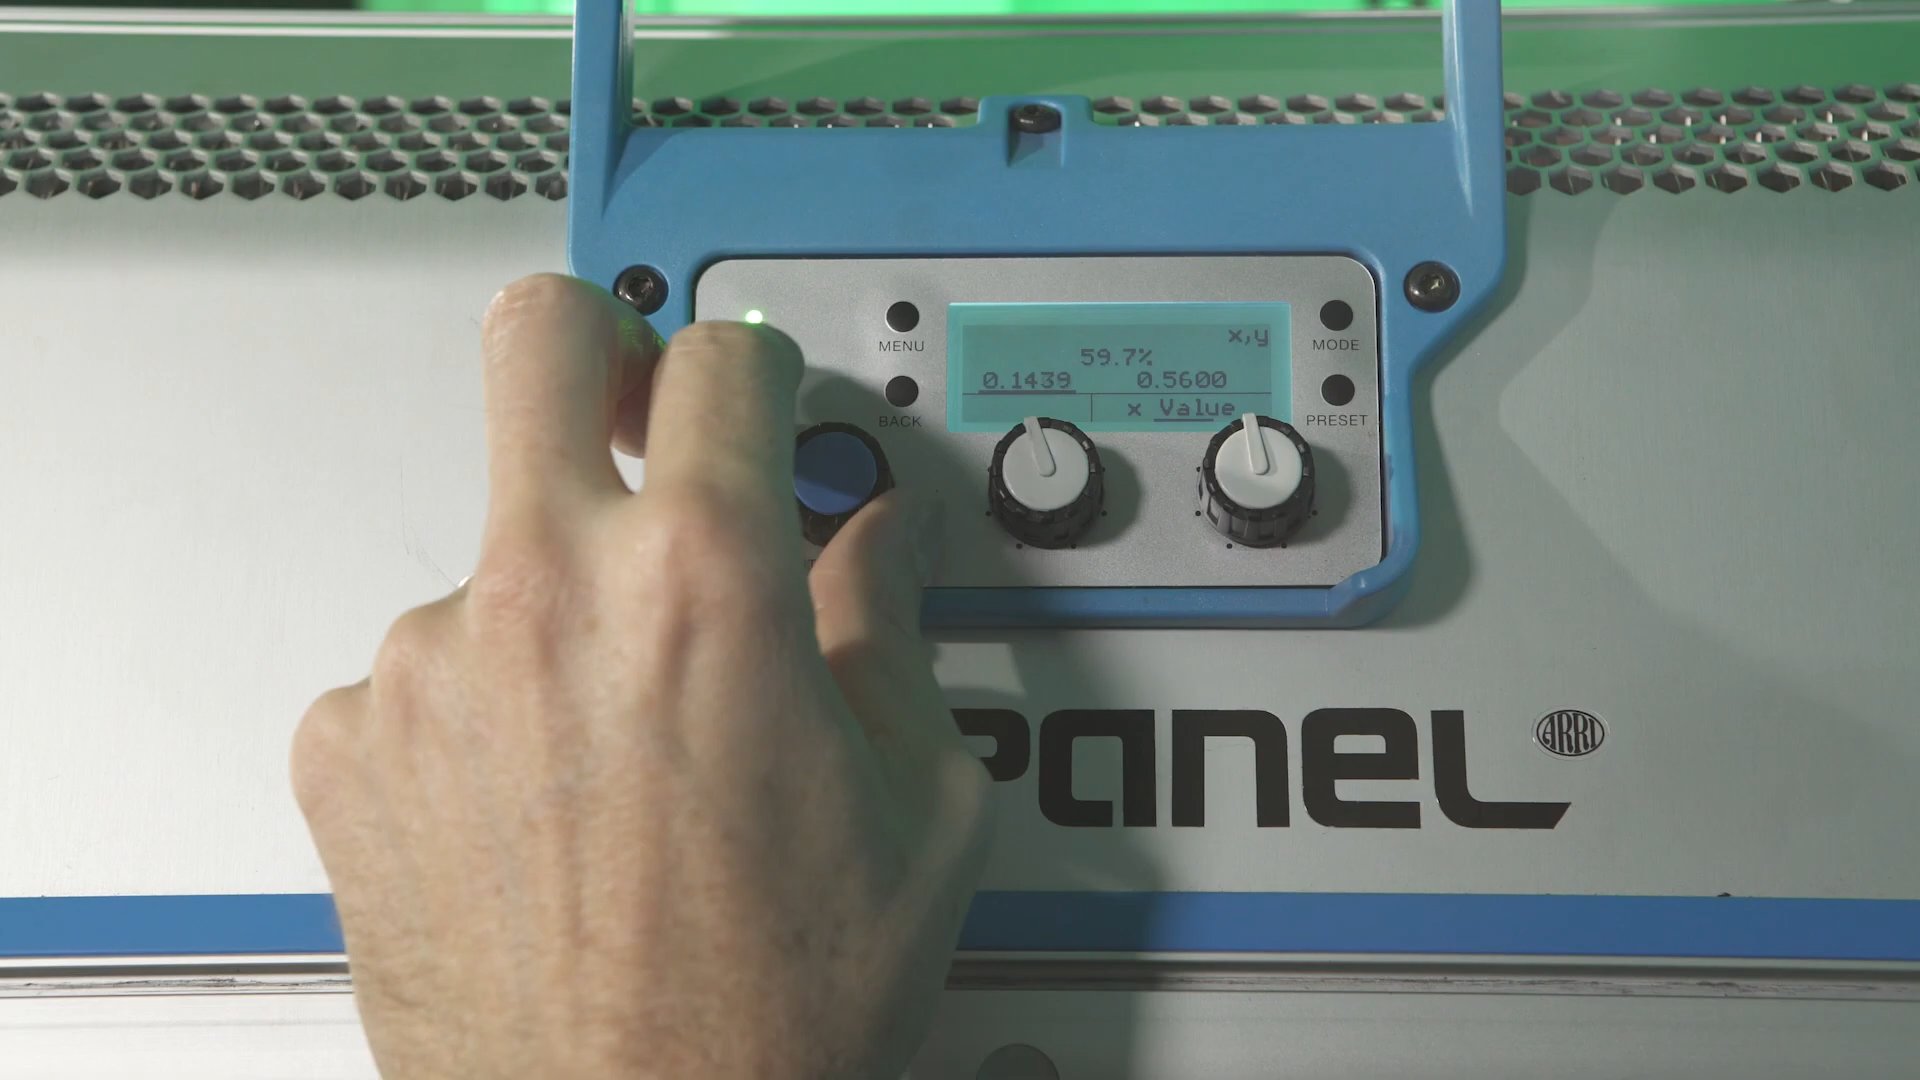 MENU
x,y
MODE
59.7%
0.1439 0.5600
BACK
x Value
PRESET
PANEL
ARRI